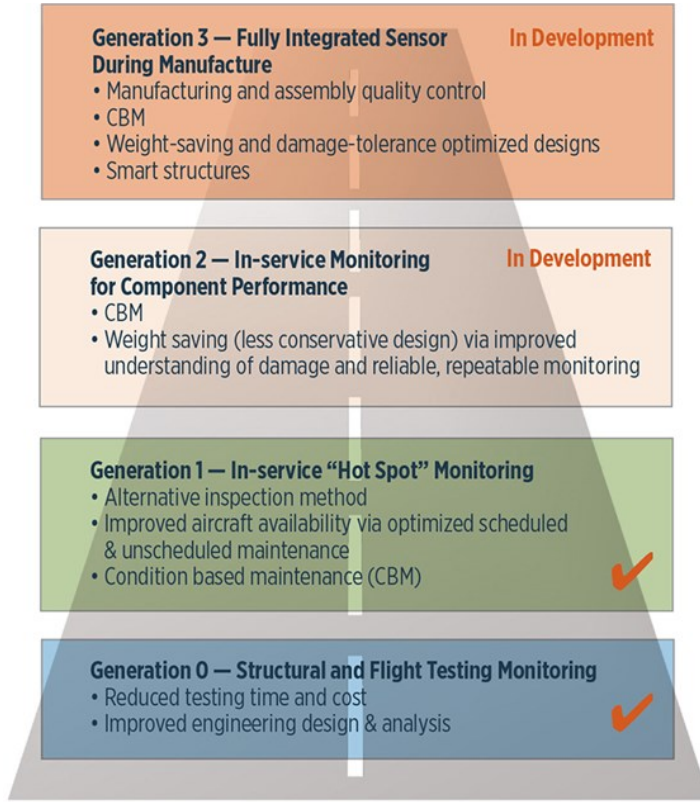 Generation 3 — Fully Integrated Sensor
In Development
During Manufacture
• Manufacturing and assembly quality control
• CBM
• Weight-saving and damage-tolerance optimized designs
• Smart structures
Generation 2 — In-service Monitoring
In Development
for Component Performance
• CBM
• Weight saving (less conservative design) via improved
understanding of damage and reliable, repeatable monitoring
Generation 1 — In-service “Hot Spot” Monitoring
• Alternative inspection method
• Improved aircraft availability via optimized scheduled
& unscheduled maintenance
• Condition based maintenance (CBM)
Generation 0 — Structural and Flight Testing Monitoring
• Reduced testing time and cost
• Improved engineering design & analysis